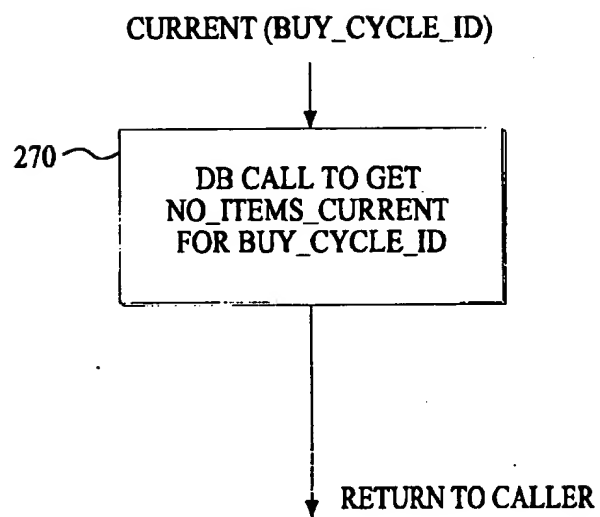 CURRENT (BUY_CYCLE_ID)
270
DB CALL TO GET
NO_ITEMS_CURRENT
FOR BUY_CYCLE_ID
RETURN TO CALLER